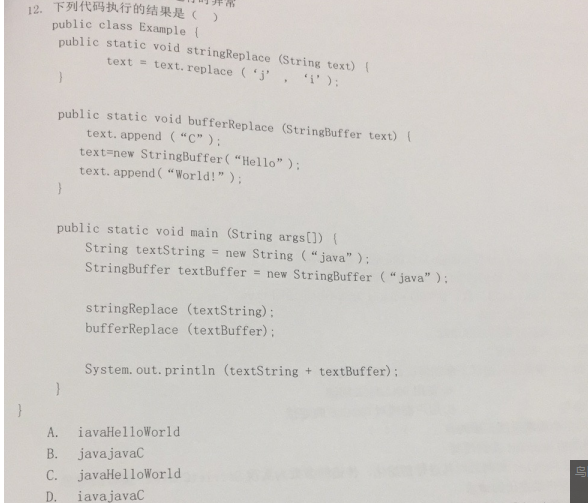 时异常
12. 下列代码执行的结果是（ ）
public class Example {
public static void stringReplace (String text) {
text = text.replace (‘j’ , ‘i’);
}
public static void bufferReplace (StringBuffer text) {
text.append (“C”);
text=new StringBuffer(“Hello”);
text.append(“World!”);
}
public static void main (String args[]) {
String textString = new String (“java”);
StringBuffer textBuffer = new StringBuffer (“java”);
stringReplace (textString);
bufferReplace (textBuffer);
System.out.println (textString + textBuffer);
}
}
A. iavaHelloWorld
B. javajavaC
C. javaHelloWorld
D. iavajavaC